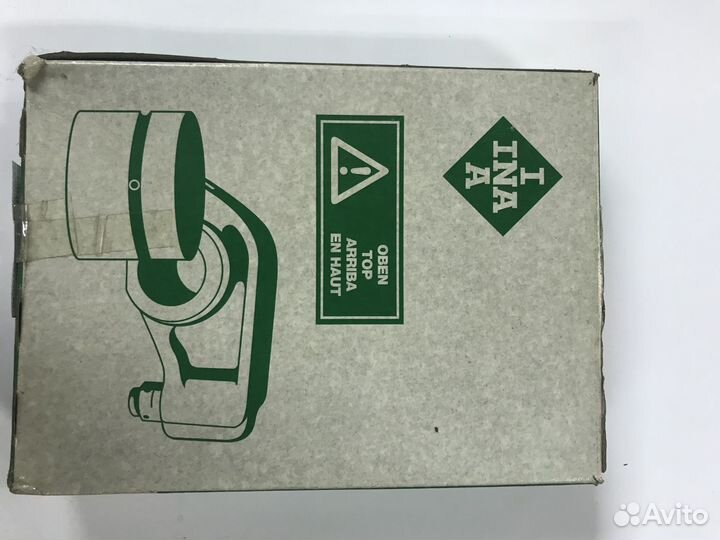 OBEN
TOP
ARRIBA
EN HAUT
I
INA
A
Avito